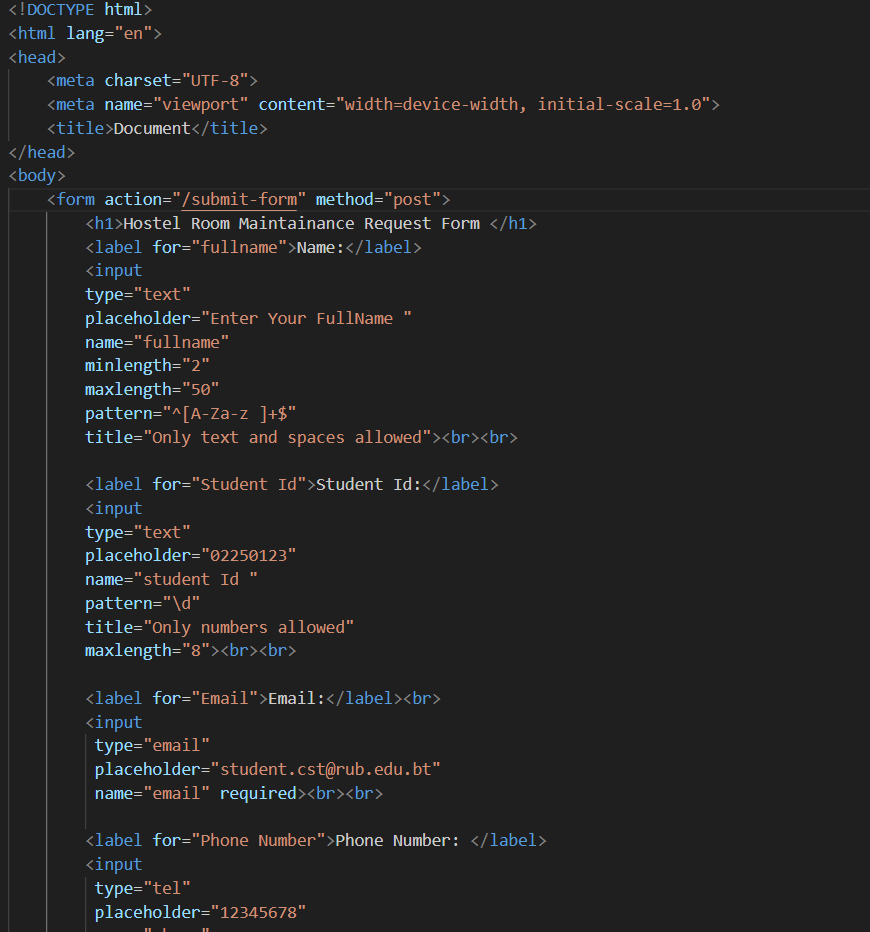 <!DOCTYPE html>
<html lang="en">
<head>
    <meta charset="UTF-8">
    <meta name="viewport" content="width=device-width, initial-scale=1.0">
    <title>Document</title>
</head>
<body>
    <form action="/submit-form" method="post">
        <h1>Hostel Room Maintainance Request Form </h1>
        <label for="fullname">Name:</label>
        <input
        type="text"
        placeholder="Enter Your FullName "
        name="fullname"
        minlength="2"
        maxlength="50"
        pattern="^[A-Za-z ]+$"
        title="Only text and spaces allowed"><br><br>

        <label for="Student Id">Student Id:</label>
        <input
        type="text"
        placeholder="02250123"
        name="student Id "
        pattern="\d"
        title="Only numbers allowed"
        maxlength="8"><br><br>

        <label for="Email">Email:</label><br>
        <input
         type="email"
         placeholder="student.cst@rub.edu.bt"
         name="email" required><br><br>

        <label for="Phone Number">Phone Number: </label>
        <input
         type="tel"
         placeholder="12345678"